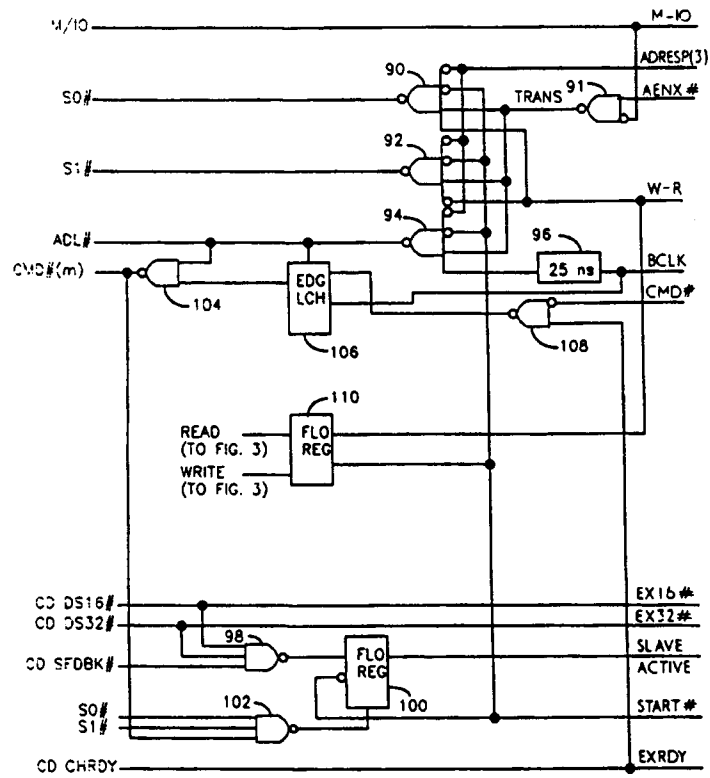 M/IO
M-IO
ADRESP(3)
90
91
TRANS
AENX #
S0#
92
S1#
W-R
94
96
ADL#
BCLK
25 ns
CMD#(m)
EDG
LCH
CMD#
104
106
108
110
READ
(TO FIG. 3)
FLO
REG
WRITE
(TO FIG. 3)
CD DS16#
EX16#
CD DS32#
EX32#
98
SLAVE
FLO
REG
CD SFDBK#
ACTIVE
100
102
S0#
S1#
START#
CD CHRDY
EXRDY